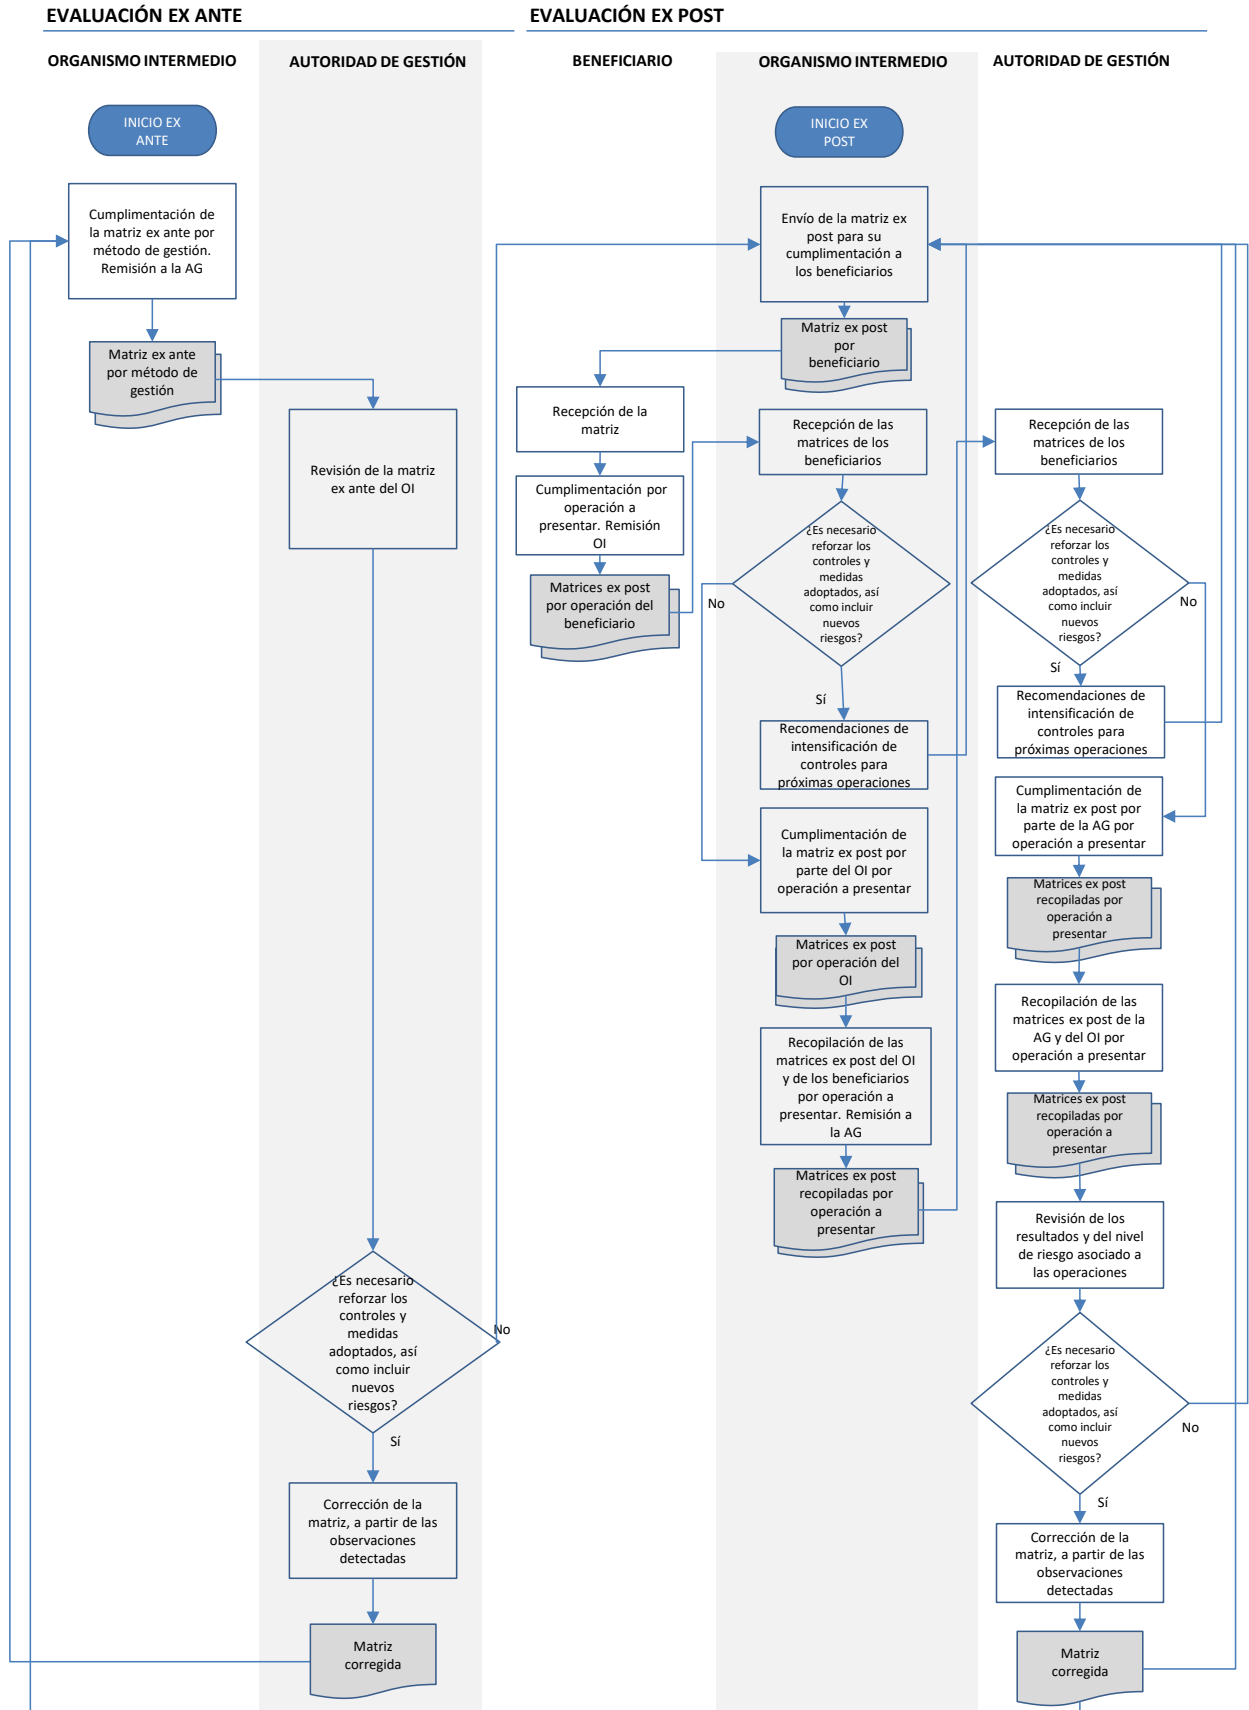 EVALUACIÓN EX ANTE
ORGANISMO INTERMEDIO
AUTORIDAD DE GESTIÓN
INICIO EX
ANTE
Cumplimentación de
la matriz ex ante por
método de gestión.
Remisión a la AG
Matriz ex ante
por método de
gestión
Revisión de la matriz
ex ante del OI
¿Es necesario
reforzar los
controles y
medidas
adoptados, así
como incluir
nuevos
riesgos?
No
Sí
Corrección de la
matriz, a partir de las
observaciones
detectadas
Matriz
corregida
EVALUACIÓN EX POST
BENEFICIARIO
ORGANISMO INTERMEDIO
AUTORIDAD DE GESTIÓN
INICIO EX
POST
Envío de la matriz ex
post para su
cumplimentación a
los beneficiarios
Matriz ex post
por
beneficiario
Recepción de la
matriz
Cumplimentación por
operación a
presentar. Remisión
OI
Matrices ex post
por operación del
beneficiario
Recepción de las
matrices de los
beneficiarios
¿Es necesario
reforzar los
controles y
medidas
adoptados, así
como incluir
nuevos
riesgos?
No
Sí
Recomendaciones de
intensificación de
controles para
próximas operaciones
Cumplimentación de
la matriz ex post por
parte del OI por
operación a presentar
Matrices ex post
por operación del
OI
Recopilación de las
matrices ex post del OI
y de los beneficiarios
por operación a
presentar. Remisión a
la AG
Matrices ex post
recopiladas por
operación a
presentar
Recepción de las
matrices de los
beneficiarios
¿Es necesario
reforzar los
controles y
medidas
adoptados, así
como incluir
nuevos
riesgos?
No
Sí
Recomendaciones de
intensificación de
controles para
próximas operaciones
Cumplimentación de
la matriz ex post por
parte de la AG por
operación a presentar
Matrices ex post
recopiladas por
operación a
presentar
Recopilación de las
matrices ex post de la
AG y del OI por
operación a presentar
Matrices ex post
recopiladas por
operación a
presentar
Revisión de los
resultados y del nivel
de riesgo asociado a
las operaciones
¿Es necesario
reforzar los
controles y
medidas
adoptados, así
como incluir
nuevos
riesgos?
No
Sí
Corrección de la
matriz, a partir de las
observaciones
detectadas
Matriz
corregida